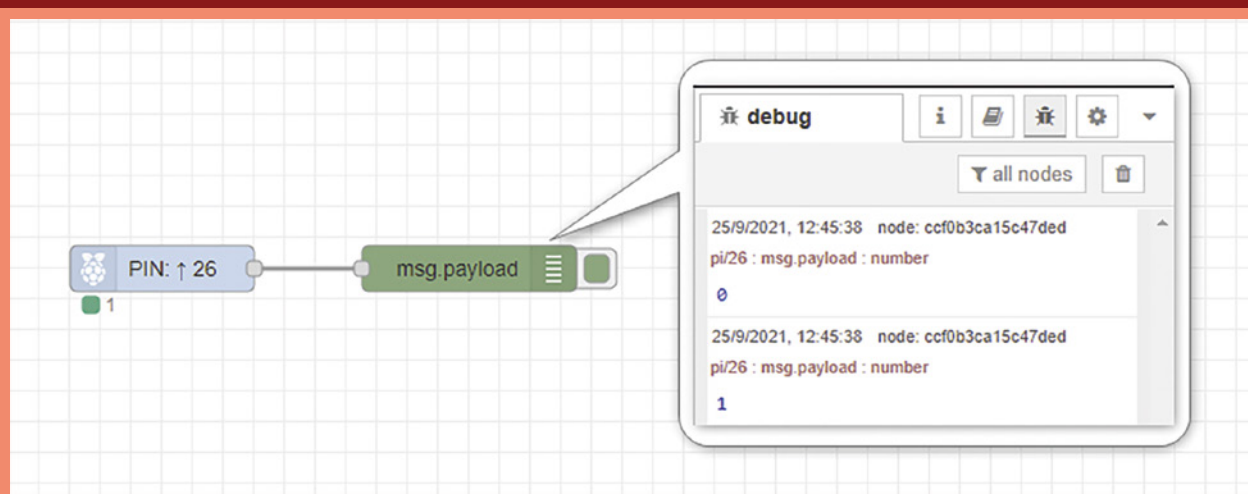 PIN: ↑ 26
1
msg.payload
debug
i
all nodes
25/9/2021, 12:45:38 node: ccf0b3ca15c47ded
pi/26 : msg.payload : number
0
25/9/2021, 12:45:38 node: ccf0b3ca15c47ded
pi/26 : msg.payload : number
1